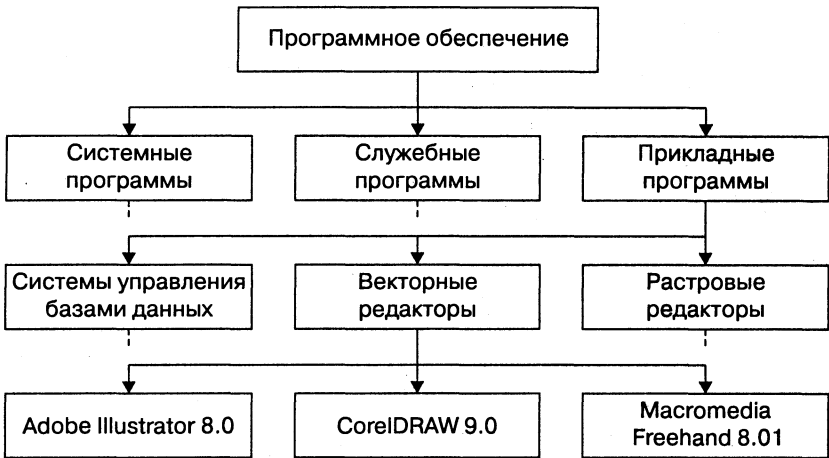 Программное обеспечение
Системные
программы
Служебные
программы
Прикладные
программы
Системы управления
базами данных
Векторные
редакторы
Растровые
редакторы
Adobe Illustrator 8.0
CorelDRAW 9.0
Macromedia
Freehand 8.01